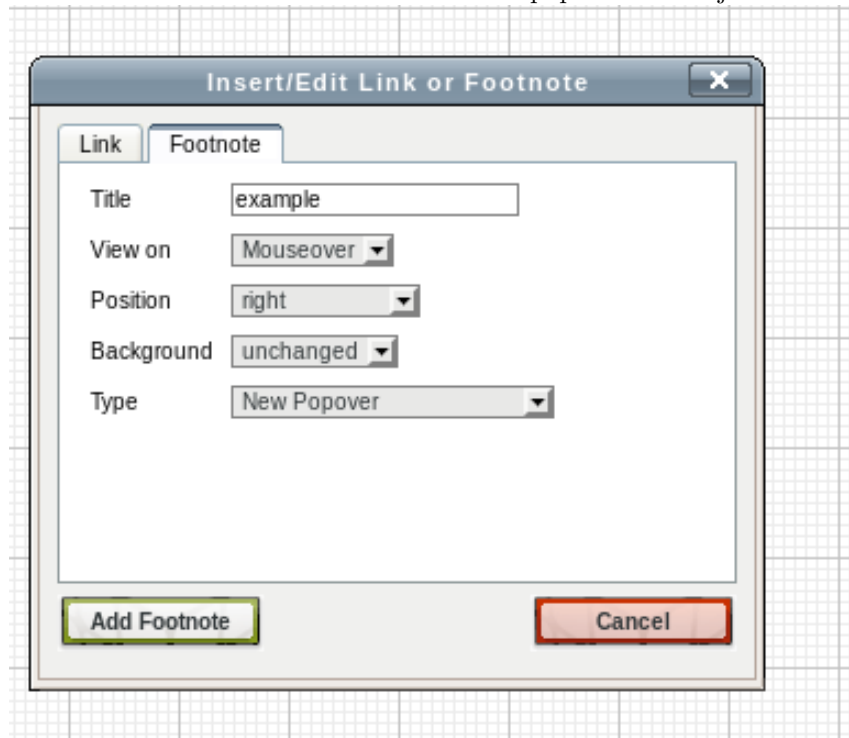 Insert/Edit Link or Footnote
Link Footnote
Title example
View on Mouseover
Position right
Background unchanged
Type New Popover
Add Footnote Cancel